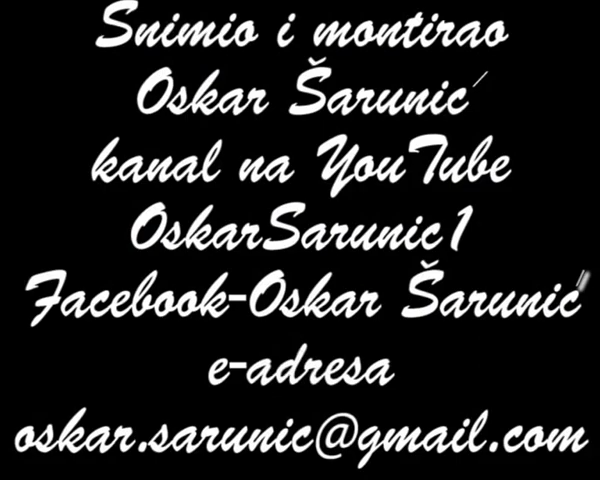 Snimio i montirao
Oskar Šarunić
kanal na YouTube
OskarSarunic1
Facebook-Oskar Šarunić
e-adresa
oskar.sarunic@gmail.com